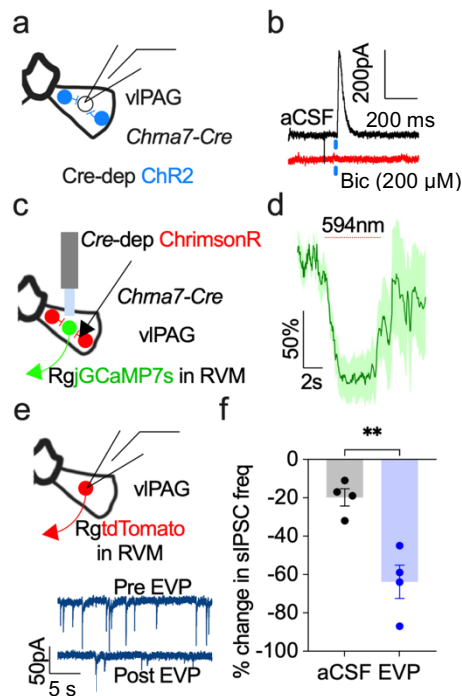 a
vlPAG
Chrna7-Cre
Cre-dep ChR2
b
200pA
aCSF
200 ms
Bic (200 µM)
c
Cre-dep ChrimsonR
Chrna7-Cre
vlPAG
RgjGCaMP7s in RVM
d
594nm
50%
2s
e
vlPAG
RgtdTomato
in RVM
Pre EVP
Post EVP
50pA
5 s
f
**
% change in sIPSC freq
0
-20
-40
-60
-80
-100
aCSF EVP